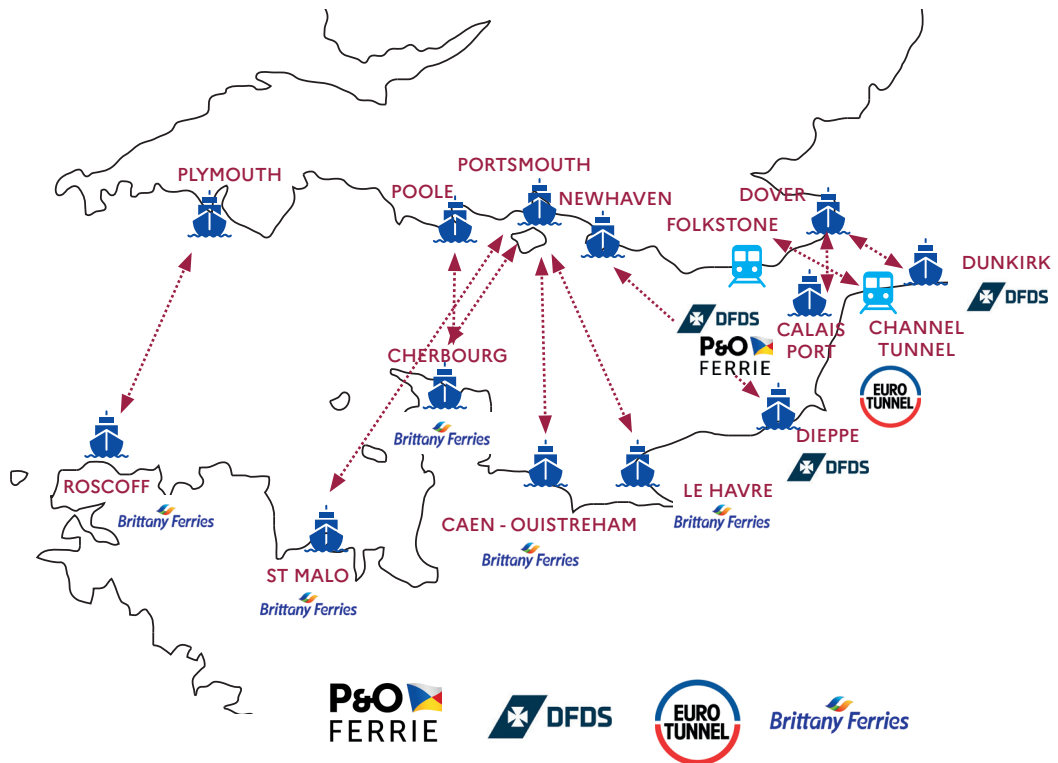 PORTSMOUTH
PLYMOUTH
POOLE
NEWHAVEN
DOVER
FOLKSTONE
DUNKIRK
DFDS
DFDS
CALAIS
PORT
CHANNEL
TUNNEL
P&O
FERRIE
CHERBOURG
EURO
TUNNEL
Brittany Ferries
DIEPPE
DFDS
ROSCOFF
Brittany Ferries
LE HAVRE
Brittany Ferries
CAEN - OUISTREHAM
Brittany Ferries
ST MALO
Brittany Ferries
P&O
FERRIE
DFDS
EURO
TUNNEL
Brittany Ferries